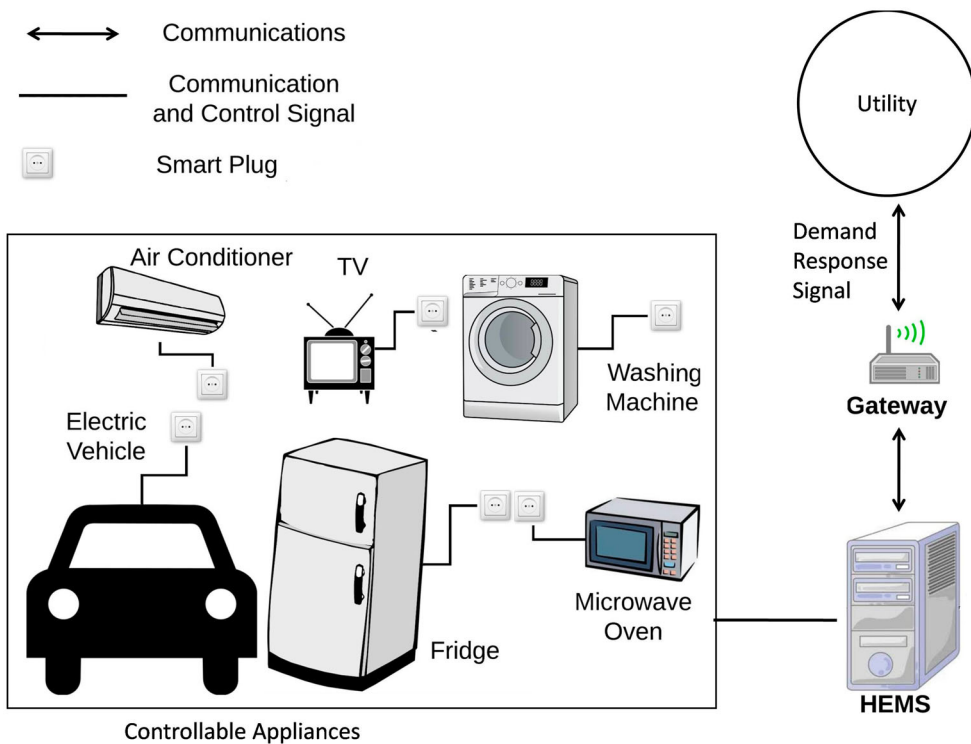 Communications
Communication
and Control Signal
Smart Plug
Utility
Demand
Response
Signal
Gateway
HEMS
Air Conditioner
TV
Washing
Machine
Electric
Vehicle
Fridge
Microwave
Oven
Controllable Appliances